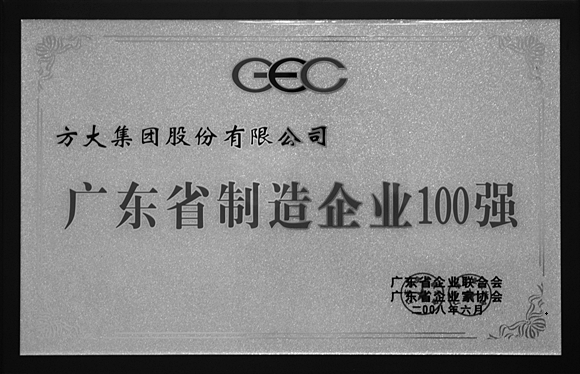 GEC
方大集团股份有限公司
广东省制造企业100强
广东省企业联合会
广东省企业家协会
二00八年六月